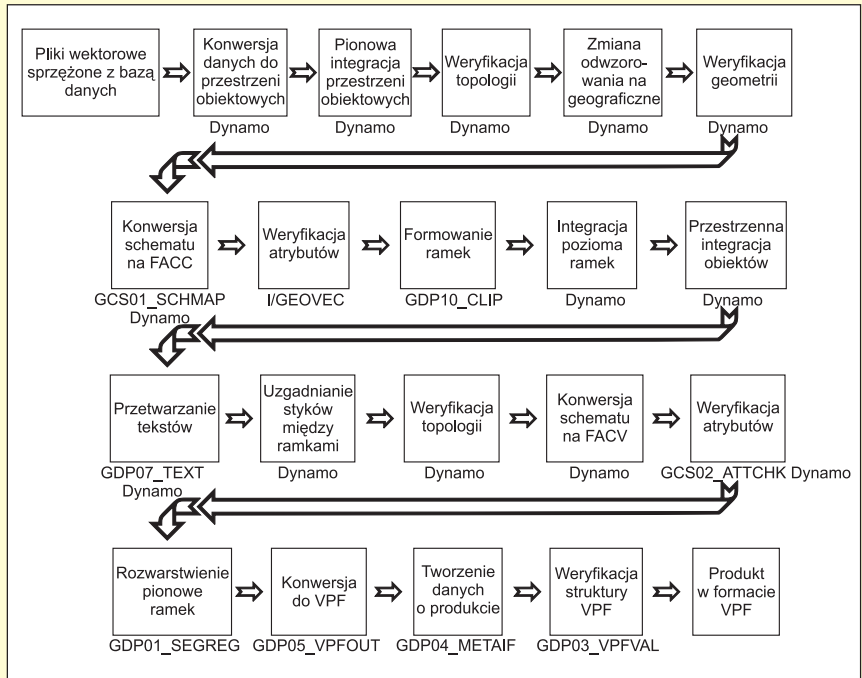 Pliki wektorowe
sprzężone z bazą
danych
Konwersja
danych do
przestrzeni
obiektowych
Dynamo
Pionowa
integracja
przestrzeni
obiektowych
Dynamo
Weryfikacja
topologii
Dynamo
Zmiana
odwzoro-
wania na
geograficzne
Dynamo
Weryfikacja
geometrii
Dynamo
Konwersja
schematu
na FACC
GCS01_SCHMAP
Dynamo
Weryfikacja
atrybutów
I/GEOVEC
Formowanie
ramek
GDP10_CLIP
Integracja
pozioma
ramek
Dynamo
Przestrzenna
integracja
obiektów
Dynamo
Przetwarzanie
tekstów
GDP07_TEXT
Dynamo
Uzgadnianie
styków
między
ramkami
Dynamo
Weryfikacja
topologii
Dynamo
Konwersja
schematu
na FACV
Dynamo
Weryfikacja
atrybutów
GCS02_ATTCHK Dynamo
Rozwarstwienie
pionowe
ramek
GDP01_SEGREG
Konwersja
do VPF
GDP05_VPFOUT
Tworzenie
danych
o produkcie
GDP04_METAIF
Weryfikacja
struktury
VPF
GDP03_VPFVAL
Produkt
w formacie
VPF